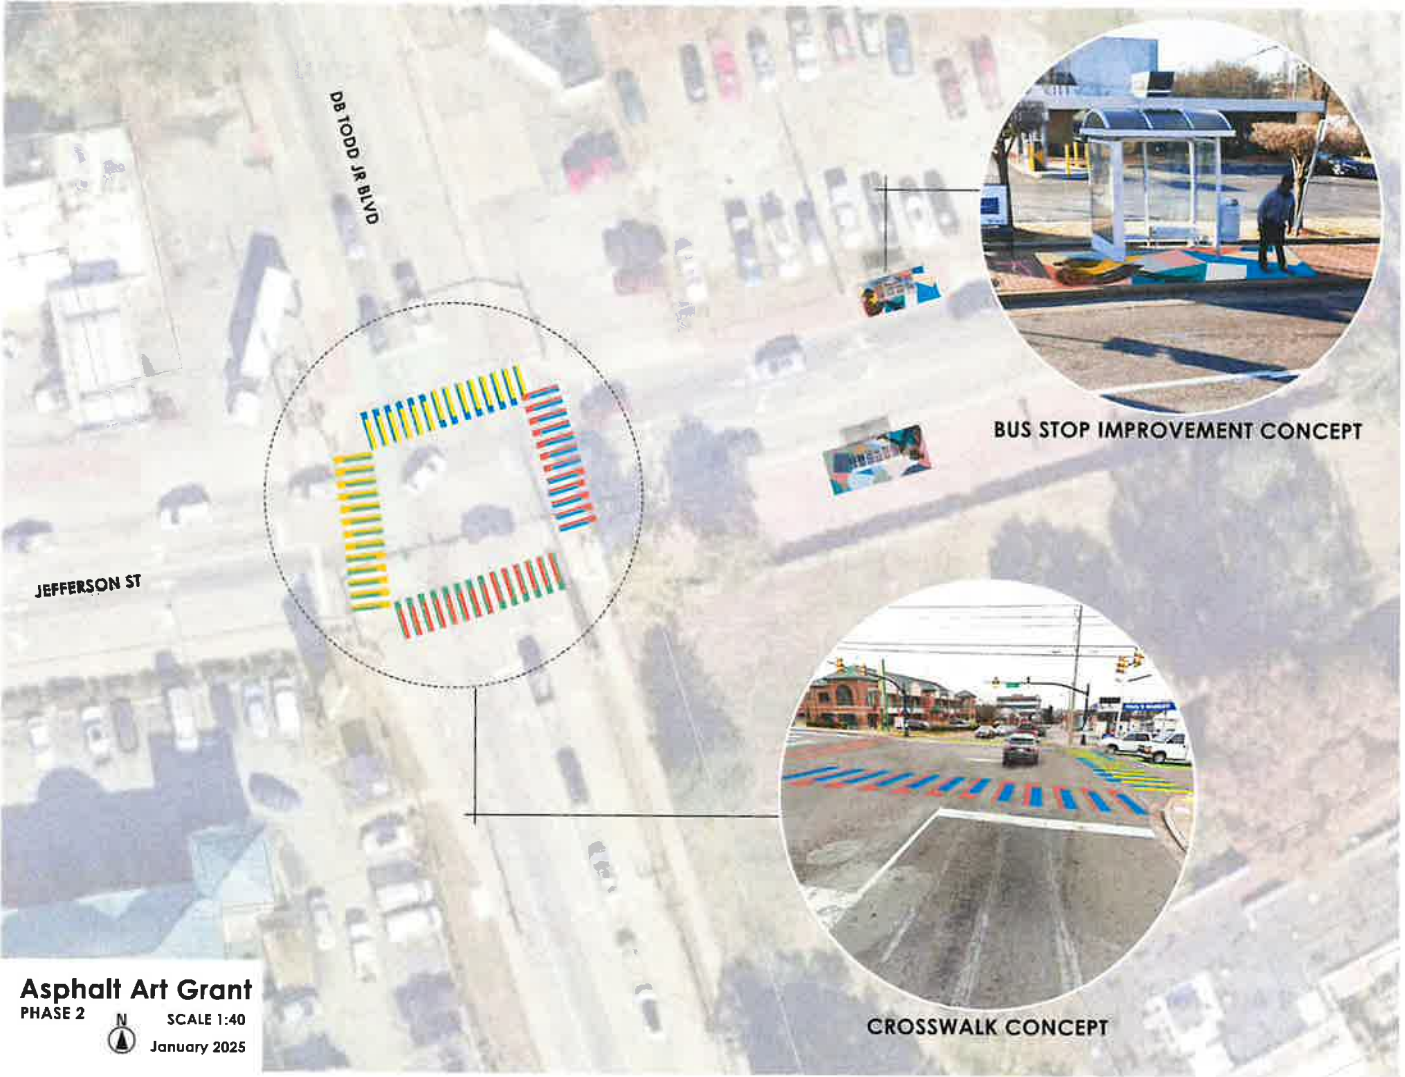 DB TODD JR BLVD
BUS STOP IMPROVEMENT CONCEPT
JEFFERSON ST
CROSSWALK CONCEPT
Asphalt Art Grant
PHASE 2
N
SCALE 1:40
January 2025